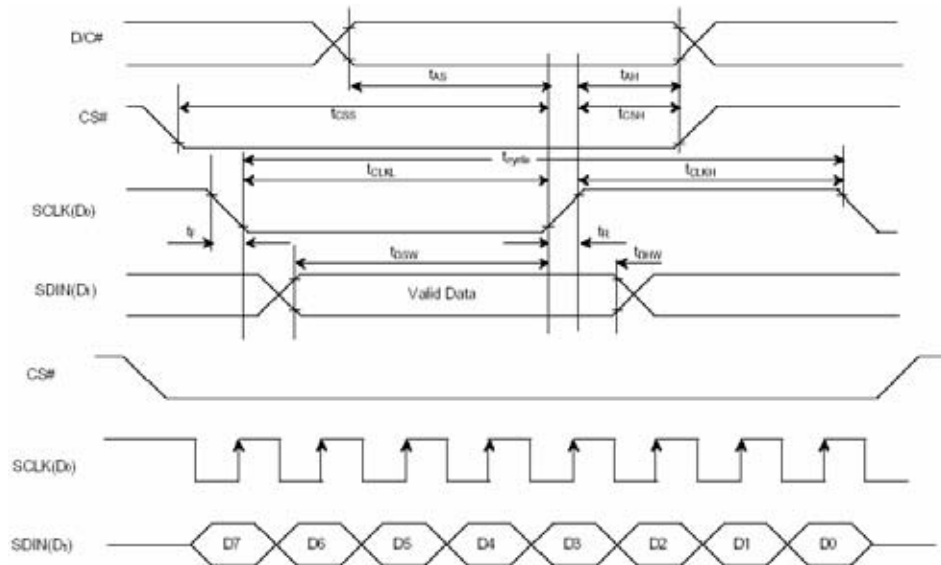 D/C#
tAS
tAH
tCSS
tCSH
CS#
tcycle
tCLKL
tCLKH
SCLK(D0)
tF
tR
tDSW
tDHW
SDIN(D1)
Valid Data
CS#
SCLK(D0)
SDIN(D1)
D7 D6 D5 D4 D3 D2 D1 D0